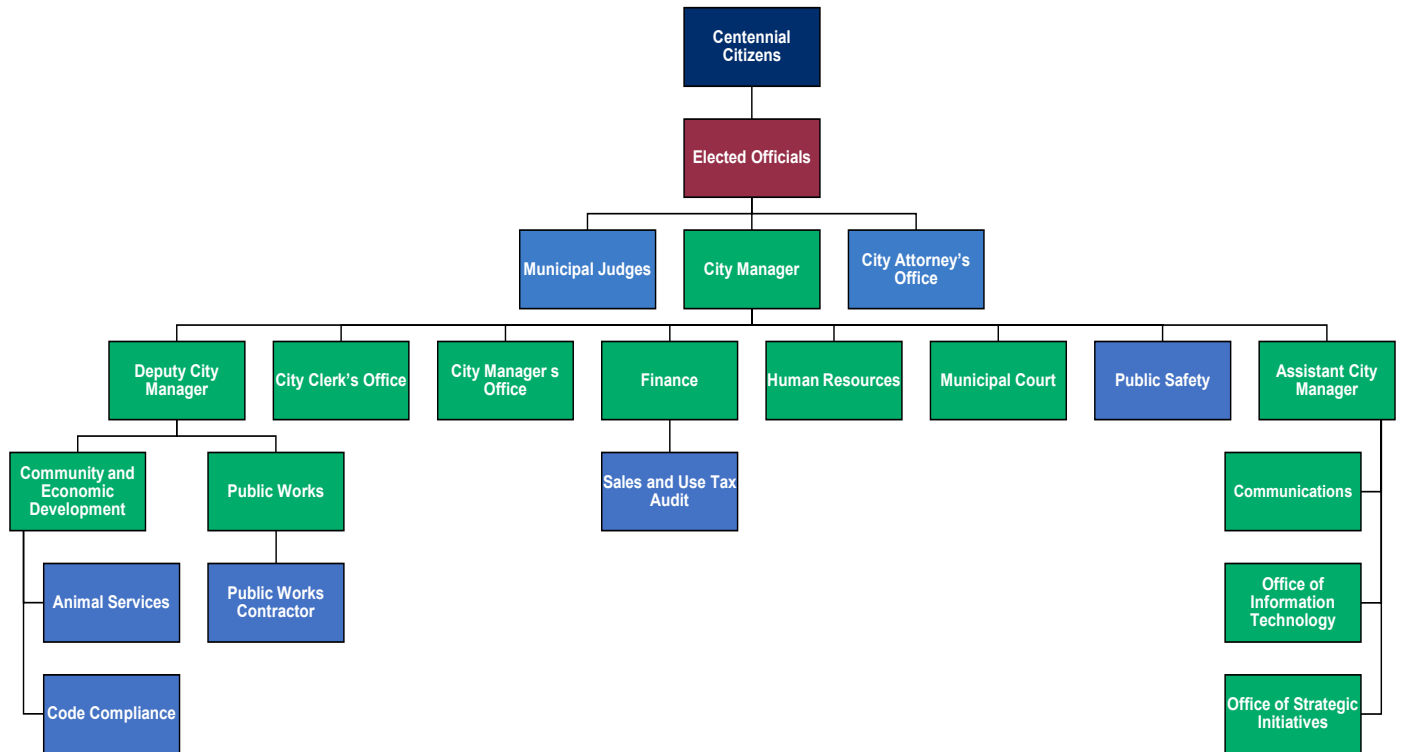 Centennial
Citizens
Elected Officials
Municipal Judges
City Manager
City Attorney’s
Office
Deputy City
Manager
City Clerk’s Office
City Manager s
Office
Finance
Human Resources
Municipal Court
Public Safety
Assistant City
Manager
Community and
Economic
Development
Public Works
Sales and Use Tax
Audit
Communications
Animal Services
Public Works
Contractor
Office of
Information
Technology
Code Compliance
Office of Strategic
Initiatives